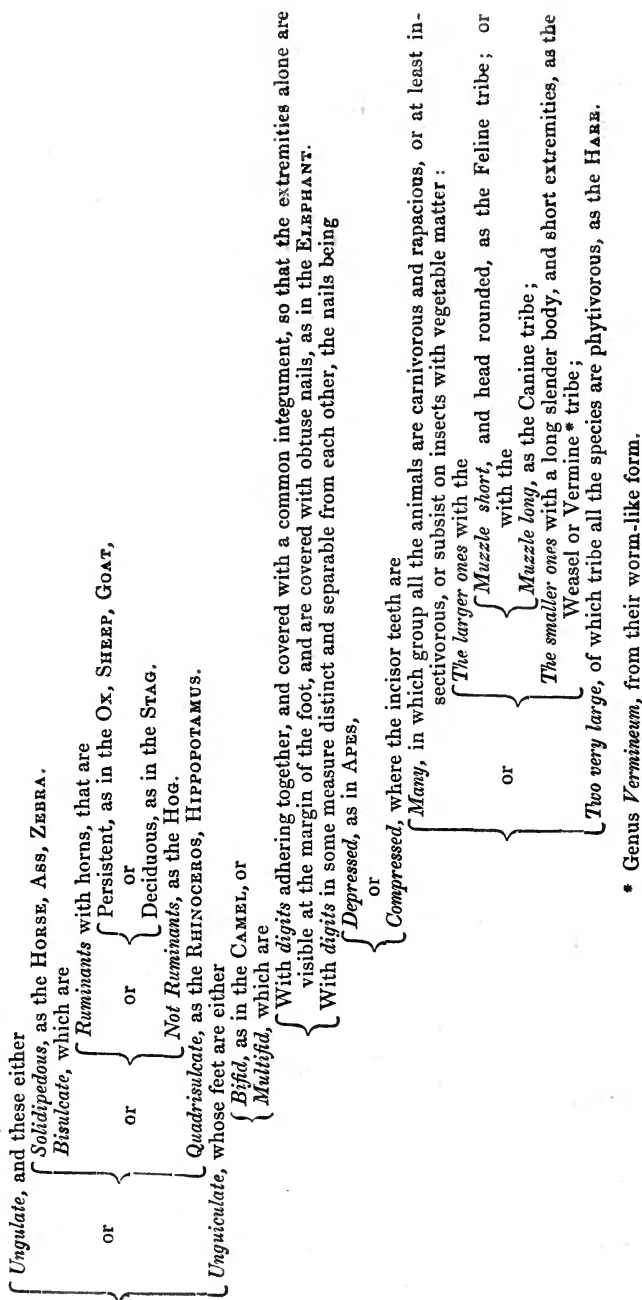 Ungulate, and these either
Solidipedous, as the HORSE, ASS, ZEBRA.
Bisulcate, which are
Ruminants with horns, that are
Persistent, as in the OX, SHEEP, GOAT,
or
Deciduous, as in the STAG.
or
Not Ruminants, as the HOG.
or
Quadrisulcate, as the RHINOCEROS, HIPPOPOTAMUS.
or
Unguiculate, whose feet are either
Bifid, as in the CAMEL, or
Multifid, which are
With digits adhering together, and covered with a common integument, so that the extremities alone are
visible at the margin of the foot, and are covered with obtuse nails, as in the ELEPHANT.
With digits in some measure distinct and separable from each other, the nails being
Depressed, as in APES,
or
Compressed, where the incisor teeth are
Many, in which group all the animals are carnivorous and rapacious, or at least in-
sectivorous, or subsist on insects with vegetable matter:
The larger ones with the
Muzzle short, and head rounded, as the Feline tribe; or
with the
Muzzle long, as the Canine tribe;
or
The smaller ones with a long slender body, and short extremities, as the
Weasel or Vermine * tribe;
Two very large, of which tribe all the species are phytivorous, as the HARE.
* Genus Vermineum, from their worm-like form.